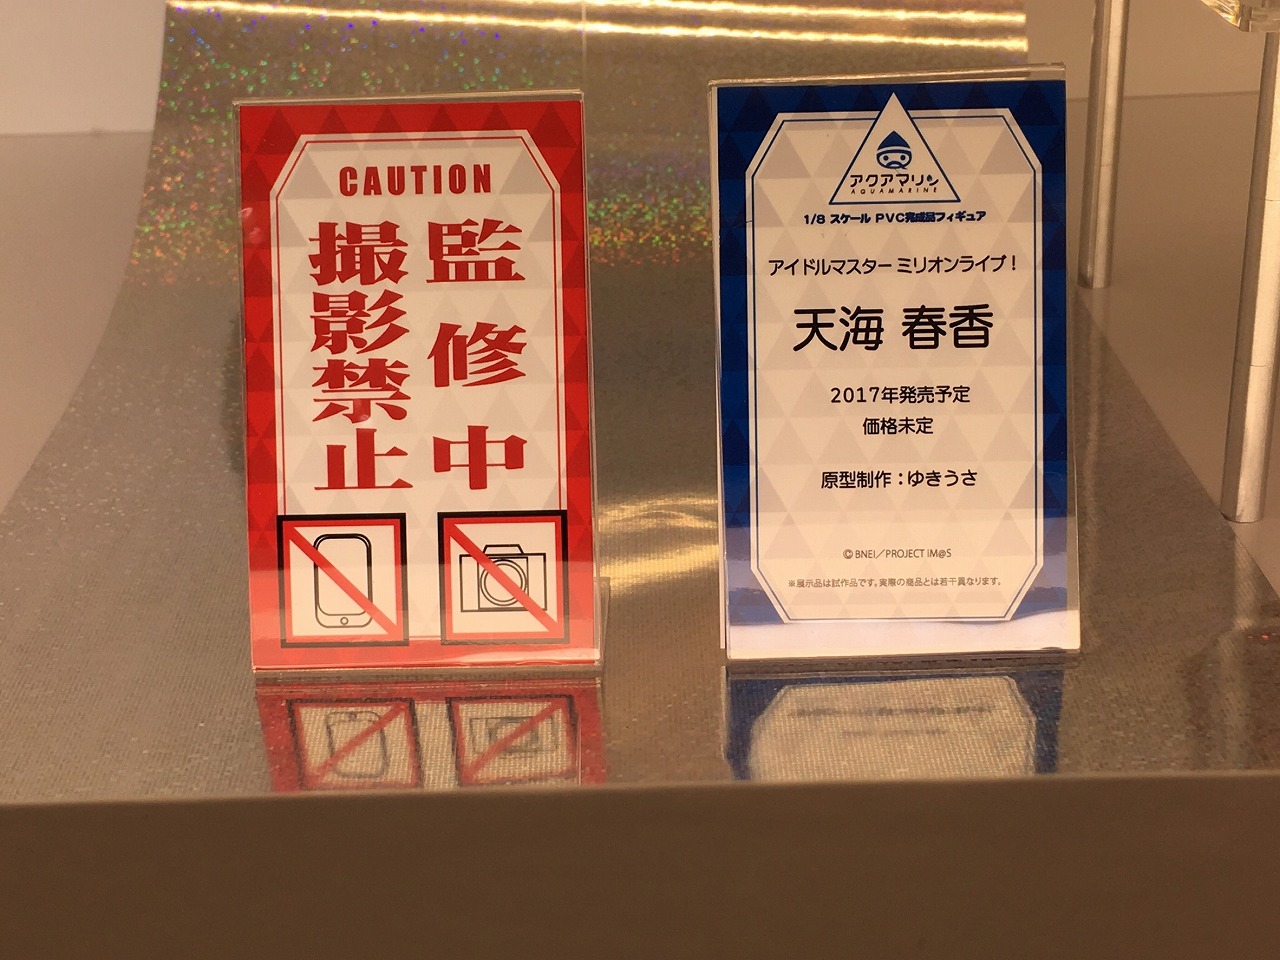 CAUTION
監修中
撮影禁止
アクアマリン
AQUAMARINE
1/8 スケール PVC完成品フィギュア
アイドルマスター ミリオンライブ！
天海 春香
2017年発売予定
価格未定
原型制作：ゆきうさ
© BNEI／PROJECT iM@S
※展示品は試作品です。実際の商品とは若干異なります。